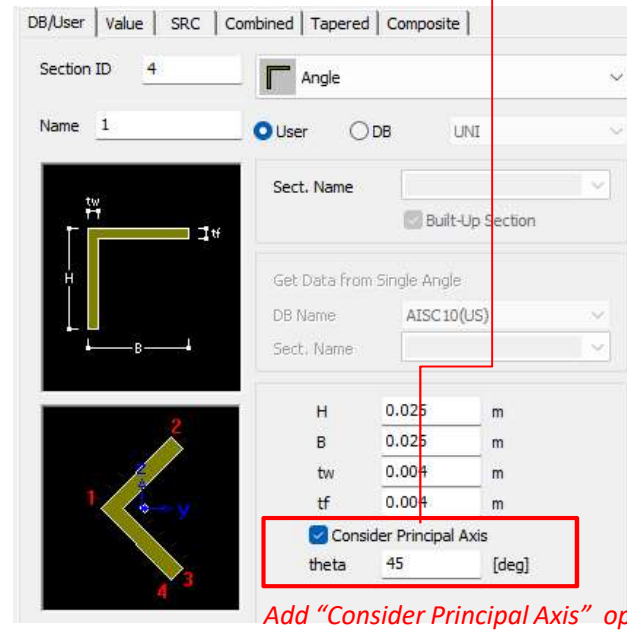 DB/User Value SRC Combined Tapered Composite
Section ID 4 Angle
Name 1 User DB UNI
tw
tf
H
B
Sect. Name
Built-Up Section
Get Data from Single Angle
DB Name AISC10(US)
Sect. Name
2
z
1 y
3
4
H 0.025 m
B 0.025 m
tw 0.004 m
tf 0.004 m
Consider Principal Axis
theta 45 [deg]
Add “Consider Principal Axis” op